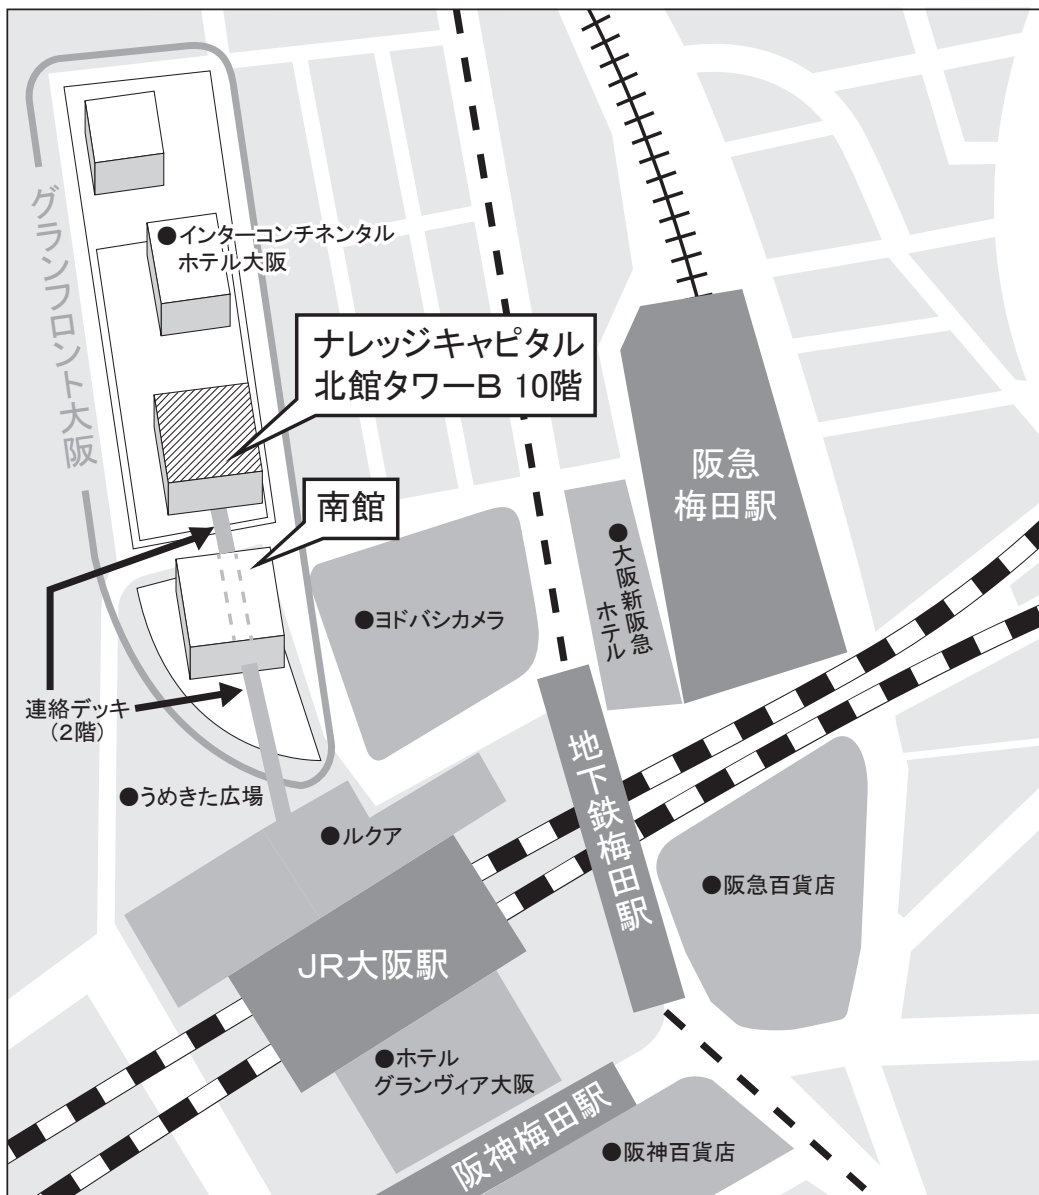 グランフロント大阪
●インターコンチネンタル
ホテル大阪
ナレッジキャピタル
北館タワーB 10階
南館
阪急
梅田駅
●大阪新阪急
ホテル
●ヨドバシカメラ
連絡デッキ
(2階)
●うめきた広場
地下鉄梅田駅
●ルクア
●阪急百貨店
JR大阪駅
●ホテル
グランヴィア大阪
阪神梅田駅
●阪神百貨店